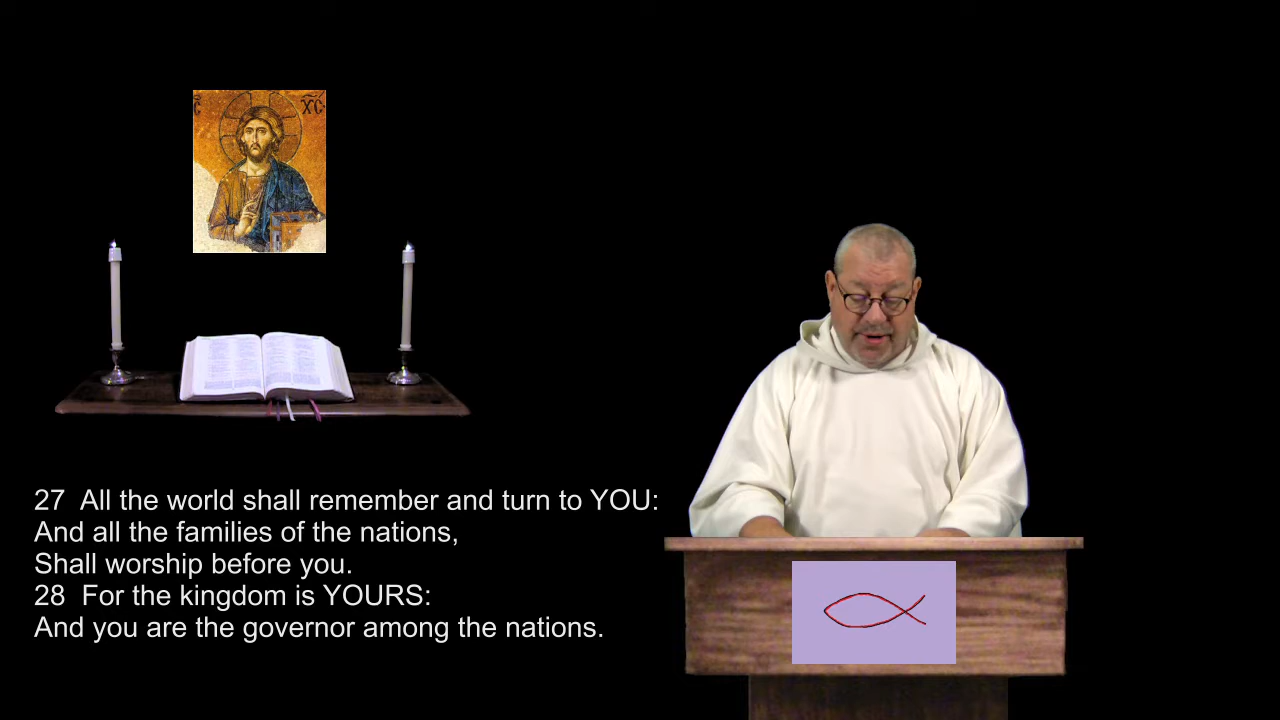 XC
27 All the world shall remember and turn to YOU:
And all the families of the nations,
Shall worship before you.
28 For the kingdom is YOURS:
And you are the governor among the nations.